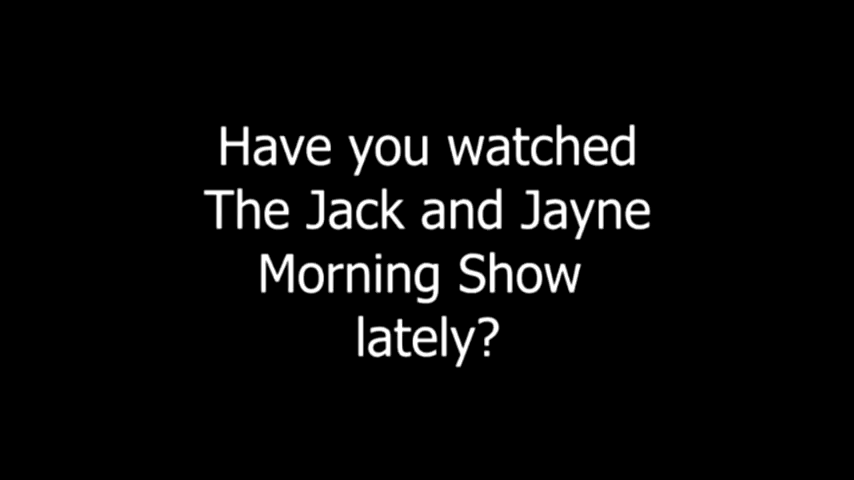 Have you watched
The Jack and Jayne
Morning Show
lately?